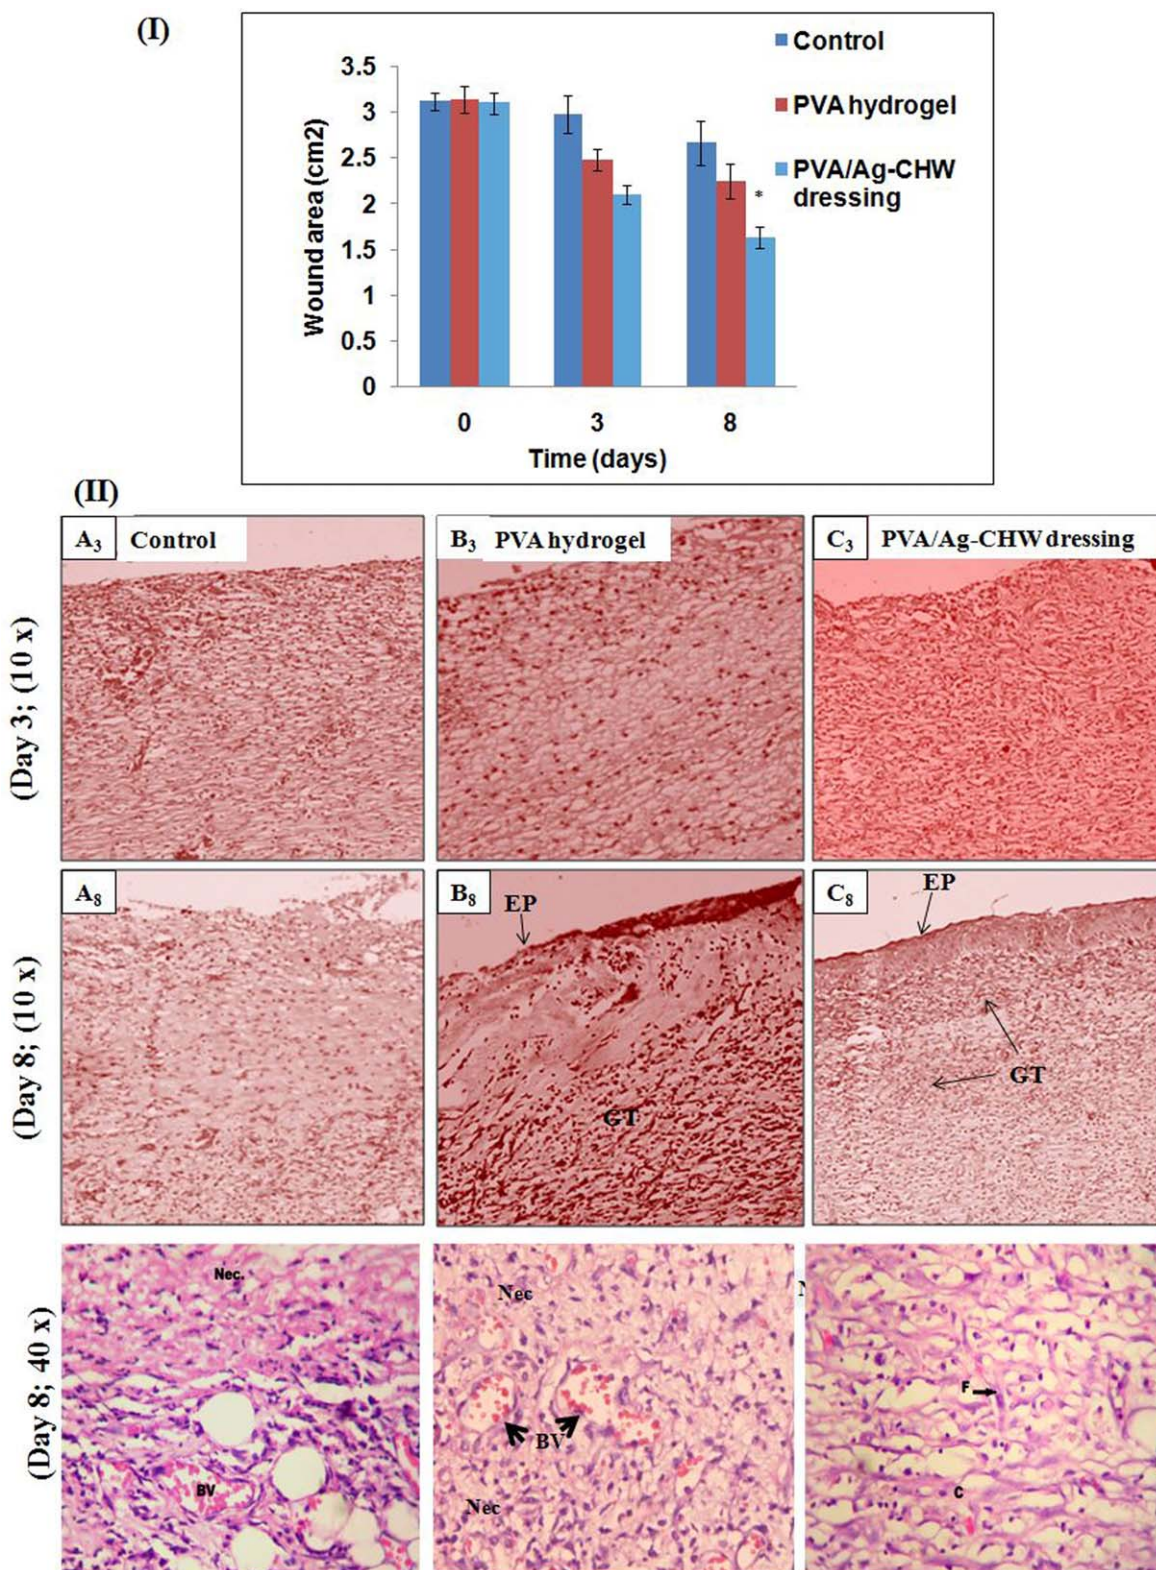 (I)
Control
PVA hydrogel
PVA/Ag-CHW
dressing
Wound area (cm2)
3.5
3
2.5
2
1.5
1
0.5
0
*
0 3 8
Time (days)
(II)
A3 Control
B3 PVA hydrogel
C3 PVA/Ag-CHW dressing
(Day 3; (10 x)
A8
B8
EP
GT
C8
EP
GT
(Day 8; (10 x)
Nec.
BV
Nec
BV
Nec
F
C
(Day 8; 40 x)